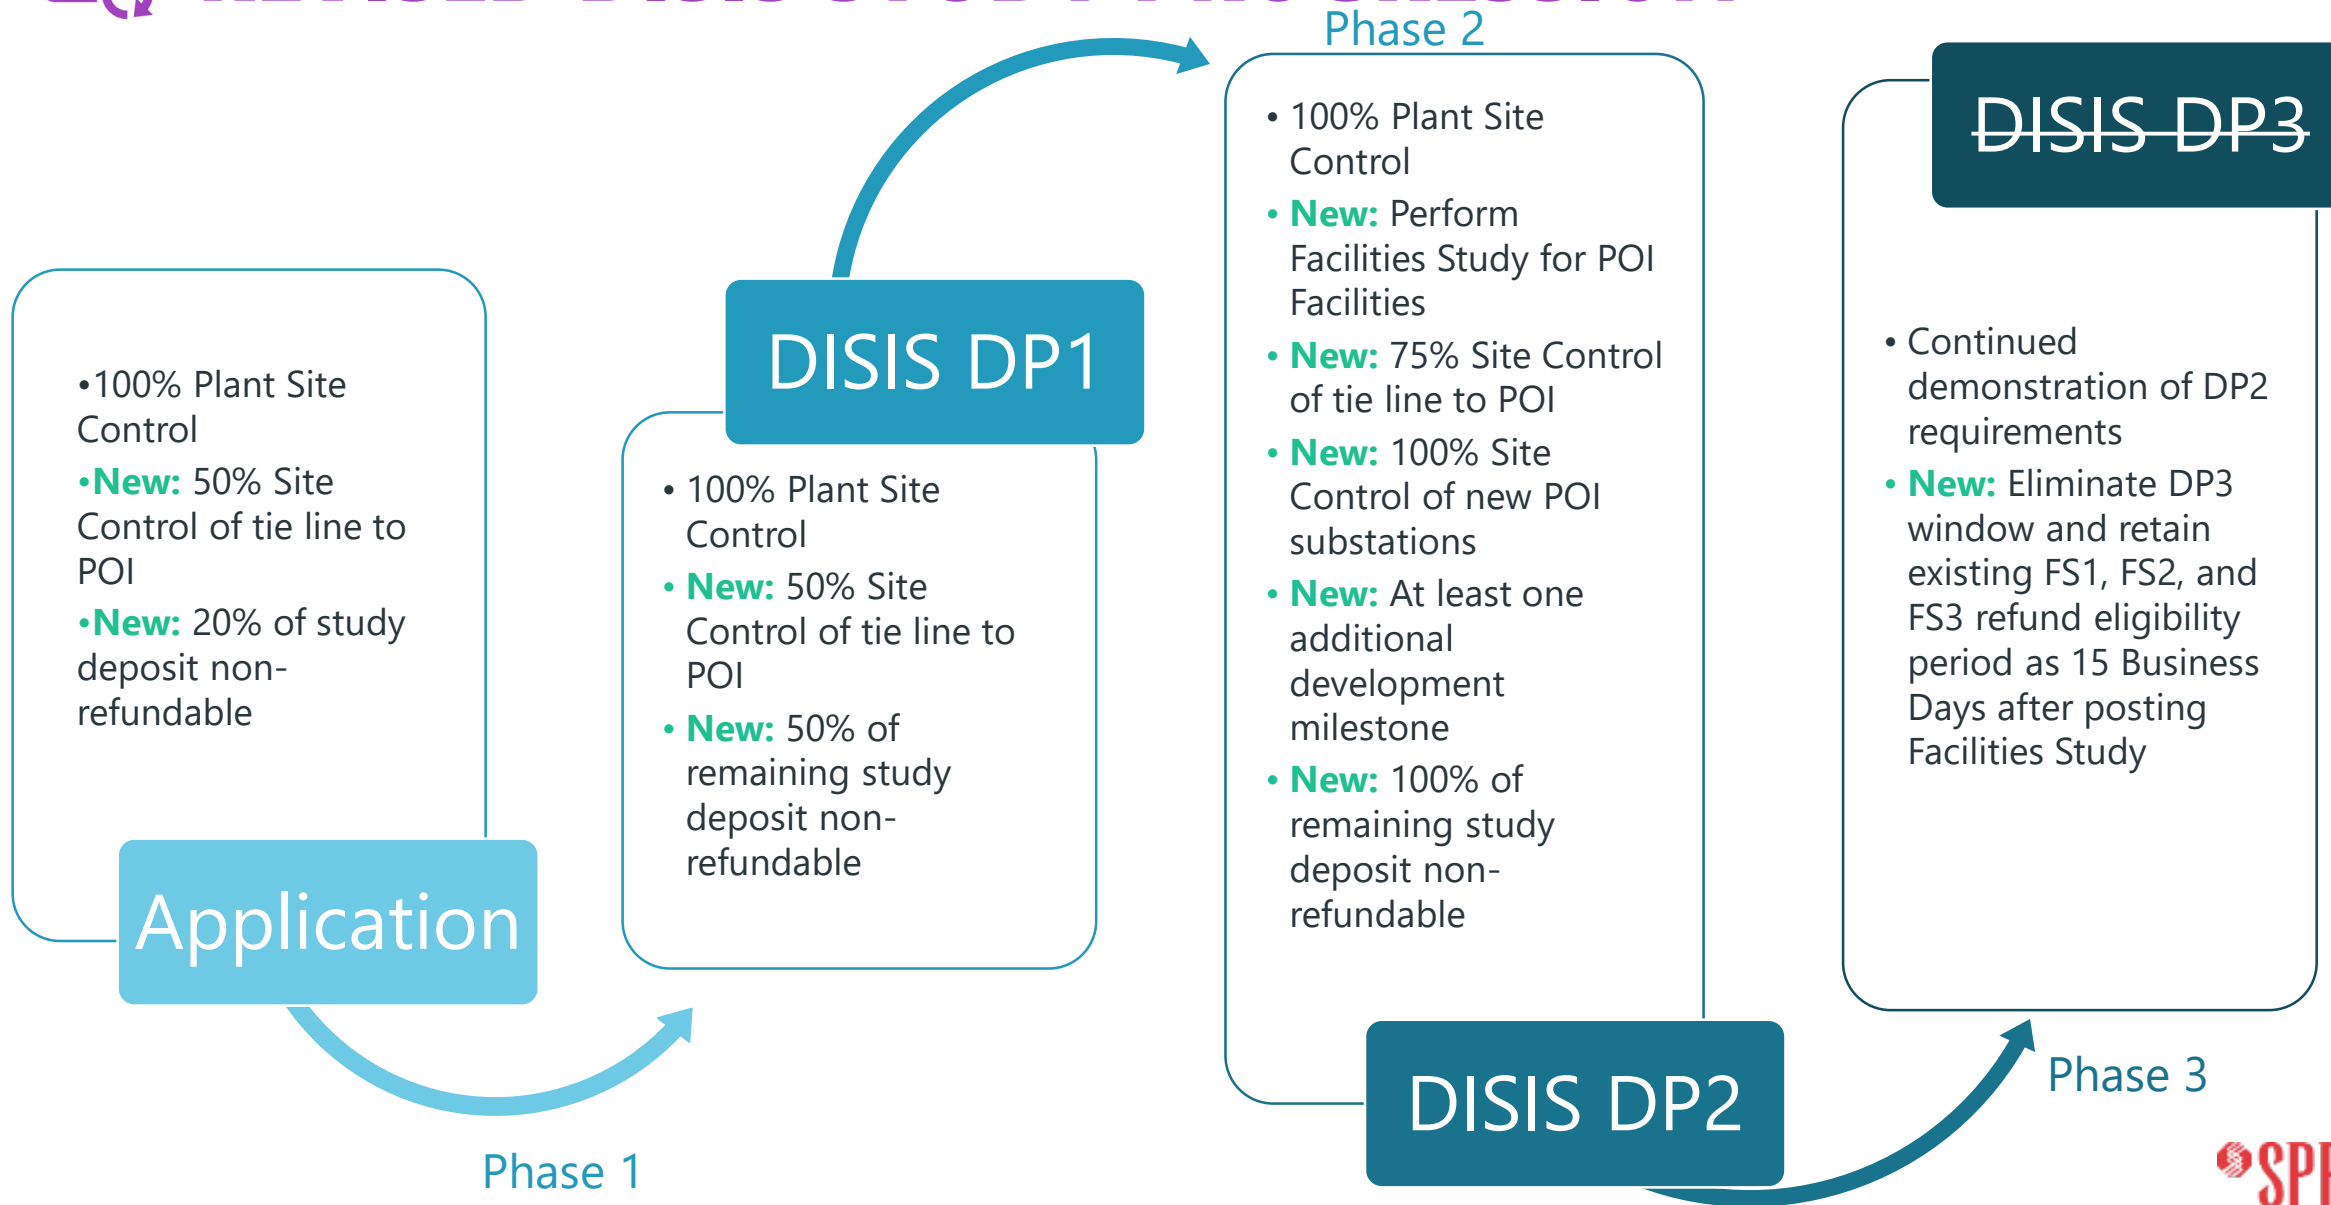 REVISED DISIS STUDY PROGRESSION
•100% Plant Site
Control
•New: 50% Site
Control of tie line to
POI
•New: 20% of study
deposit non-
refundable
Application
Phase 1
DISIS DP1
• 100% Plant Site
Control
• New: 50% Site
Control of tie line to
POI
• New: 50% of
remaining study
deposit non-
refundable
Phase 2
• 100% Plant Site
Control
• New: Perform
Facilities Study for POI
Facilities
• New: 75% Site Control
of tie line to POI
• New: 100% Site
Control of new POI
substations
• New: At least one
additional
development
milestone
• New: 100% of
remaining study
deposit non-
refundable
DISIS DP2
Phase 3
DISIS DP3
• Continued
demonstration of DP2
requirements
• New: Eliminate DP3
window and retain
existing FS1, FS2, and
FS3 refund eligibility
period as 15 Business
Days after posting
Facilities Study
SPP